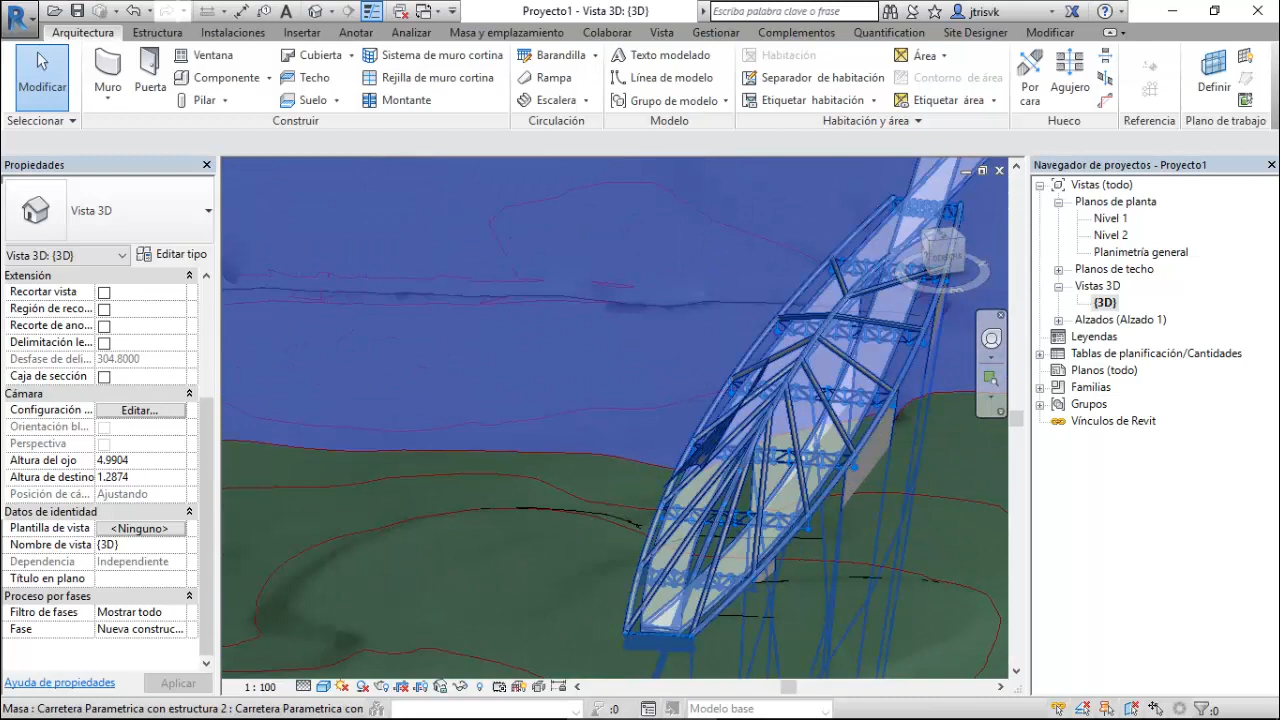 Proyecto1 - Vista 3D: {3D}
Escriba palabra clave o frase
jtrisvk
Arquitectura Estructura Instalaciones Insertar Anotar Analizar Masa y emplazamiento Colaborar Vista Gestionar Complementos Quantification Site Designer Modificar
Modificar
Muro
Puerta
Ventana
Componente
Pilar
Cubierta
Techo
Suelo
Sistema de muro cortina
Rejilla de muro cortina
Montante
Barandilla
Rampa
Escalera
Texto modelado
Línea de modelo
Grupo de modelo
Habitación
Separador de habitación
Etiquetar habitación
Área
Contorno de área
Etiquetar área
Por
cara
Agujero
Definir
Seleccionar Construir Circulación Modelo Habitación y área Hueco Referencia Plano de trabajo
Propiedades
Vista 3D
Vista 3D: {3D}
Editar tipo
Extensión
Recortar vista
Región de reco...
Recorte de ano...
Delimitación le...
Desfase de deli... 304.8000
Caja de sección
Cámara
Configuración ... Editar...
Orientación bl...
Perspectiva
Altura del ojo 4.9904
Altura de destino 1.2874
Posición de cá... Ajustando
Datos de identidad
Plantilla de vista <Ninguno>
Nombre de vista {3D}
Dependencia Independiente
Título en plano
Proceso por fases
Filtro de fases Mostrar todo
Fase Nueva construc...
Ayuda de propiedades Aplicar
Navegador de proyectos - Proyecto1
Vistas (todo)
Planos de planta
Nivel 1
Nivel 2
Planimetría general
Planos de techo
Vistas 3D
{3D}
Alzados (Alzado 1)
Leyendas
Tablas de planificación/Cantidades
Planos (todo)
Familias
Grupos
Vínculos de Revit
1 : 100
Masa : Carretera Parametrica con estructura 2 : Carretera Parametrica con
:0
Modelo base
:0